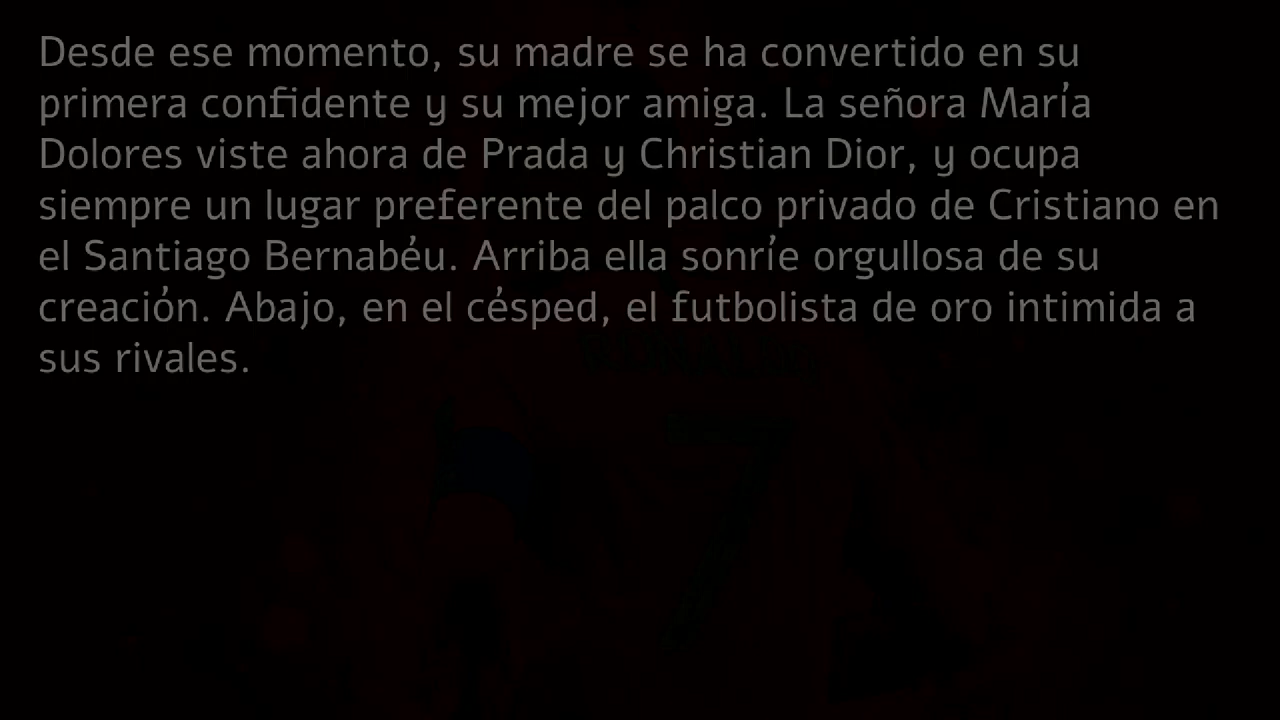 Desde ese momento, su madre se ha convertido en su
primera confidente y su mejor amiga. La señora María
Dolores viste ahora de Prada y Christian Dior, y ocupa
siempre un lugar preferente del palco privado de Cristiano en
el Santiago Bernabéu. Arriba ella sonríe orgullosa de su
creación. Abajo, en el césped, el futbolista de oro intimida a
sus rivales.
7